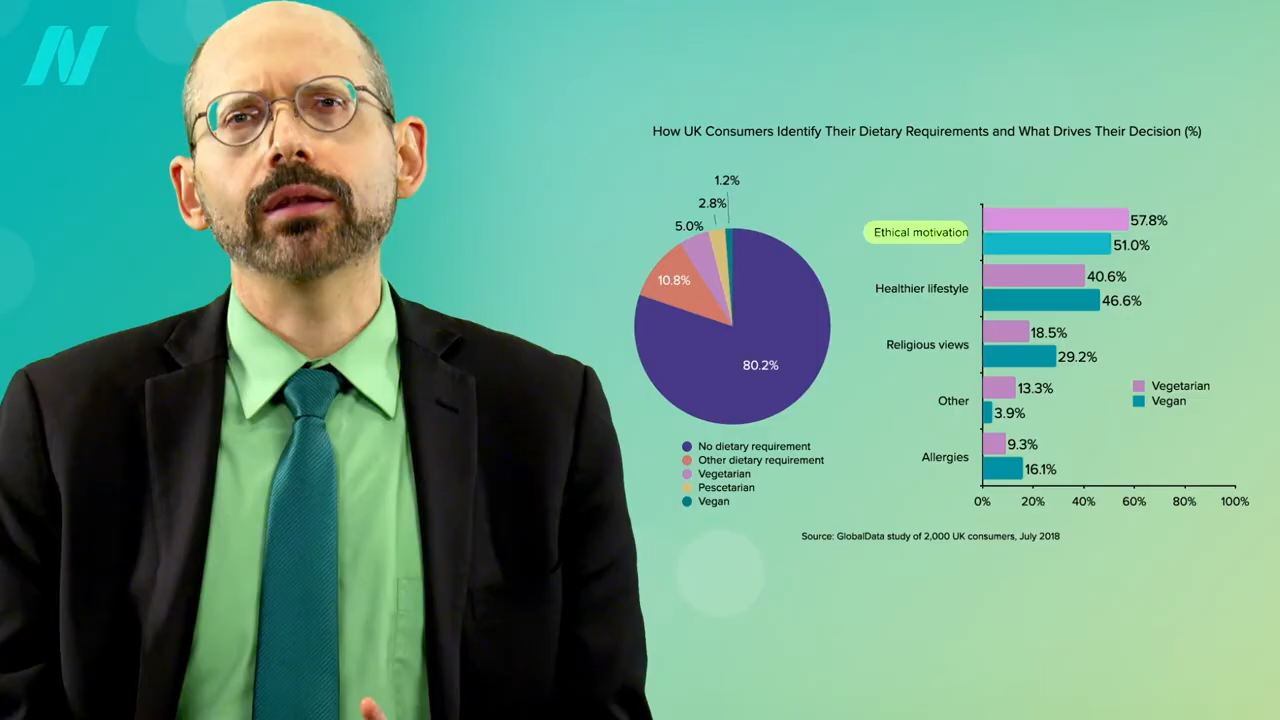 N
How UK Consumers Identify Their Dietary Requirements and What Drives Their Decision (%)
1.2%
2.8%
5.0%
10.8%
80.2%
No dietary requirement
Other dietary requirement
Vegetarian
Pescetarian
Vegan
Ethical motivation
57.8%
51.0%
Healthier lifestyle
40.6%
46.6%
Religious views
18.5%
29.2%
Other
13.3%
3.9%
Allergies
9.3%
16.1%
Vegetarian
Vegan
0% 20% 40% 60% 80% 100%
Source: GlobalData study of 2,000 UK consumers, July 2018